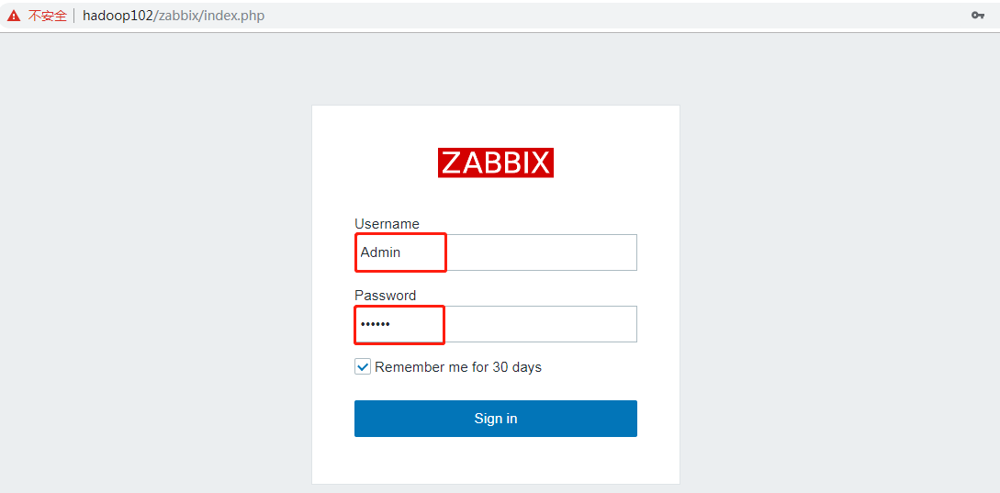 不安全 hadoop102/zabbix/index.php
ZABBIX
Username
Admin
Password
••••••
Remember me for 30 days
Sign in